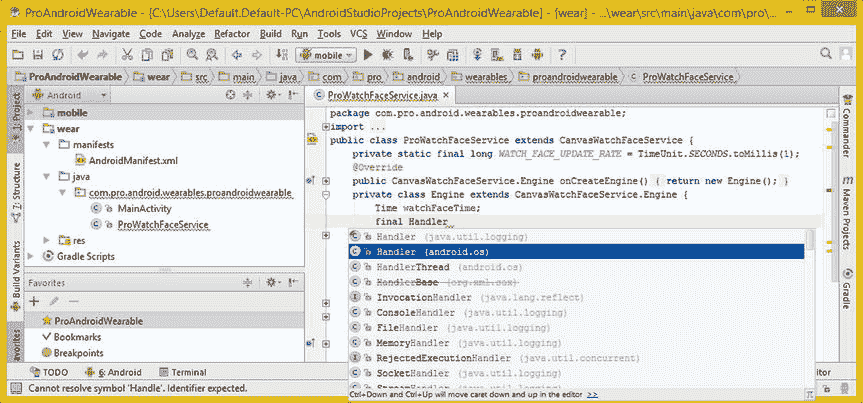 ProAndroidWearable - [C:\Users\Default.Default-PC\AndroidStudioProjects\ProAndroidWearable] - [wear] - ...\wear\src\main\java\com\pro\
File Edit View Navigate Code Analyze Refactor Build Run Tools VCS Window Help
mobile
ProAndroidWearable wear src main java com pro android wearables proandroidwearable ProWatchFaceService
Android
ProWatchFaceService.java
1: Project
7: Structure
Build Variants
mobile
wear
manifests
AndroidManifest.xml
java
com.pro.android.wearables.proandroidwearable
MainActivity
ProWatchFaceService
res
Gradle Scripts
Favorites
ProAndroidWearable
Bookmarks
Breakpoints
package com.pro.android.wearables.proandroidwearable;
import ...
public class ProWatchFaceService extends CanvasWatchFaceService {
private static final long WATCH_FACE_UPDATE_RATE = TimeUnit.SECONDS.toMillis(1);
@Override
public CanvasWatchFaceService.Engine onCreateEngine() { return new Engine(); }
private class Engine extends CanvasWatchFaceService.Engine {
Time watchFaceTime;
final Handler
Handler (java.util.logging)
Handler (android.os)
HandlerThread (android.os)
HandlerBase (org.xml.sax)
InvocationHandler (java.lang.reflect)
ConsoleHandler (java.util.logging)
FileHandler (java.util.logging)
MemoryHandler (java.util.logging)
RejectedExecutionHandler (java.util.concurrent)
SocketHandler (java.util.logging)
StreamHandler (java.util.logging)
Ctrl+Down and Ctrl+Up will move caret down and up in the editor >>
Commander
Maven Projects
Gradle
TODO 6: Android Terminal
Cannot resolve symbol 'Handle'. Identifier expected.